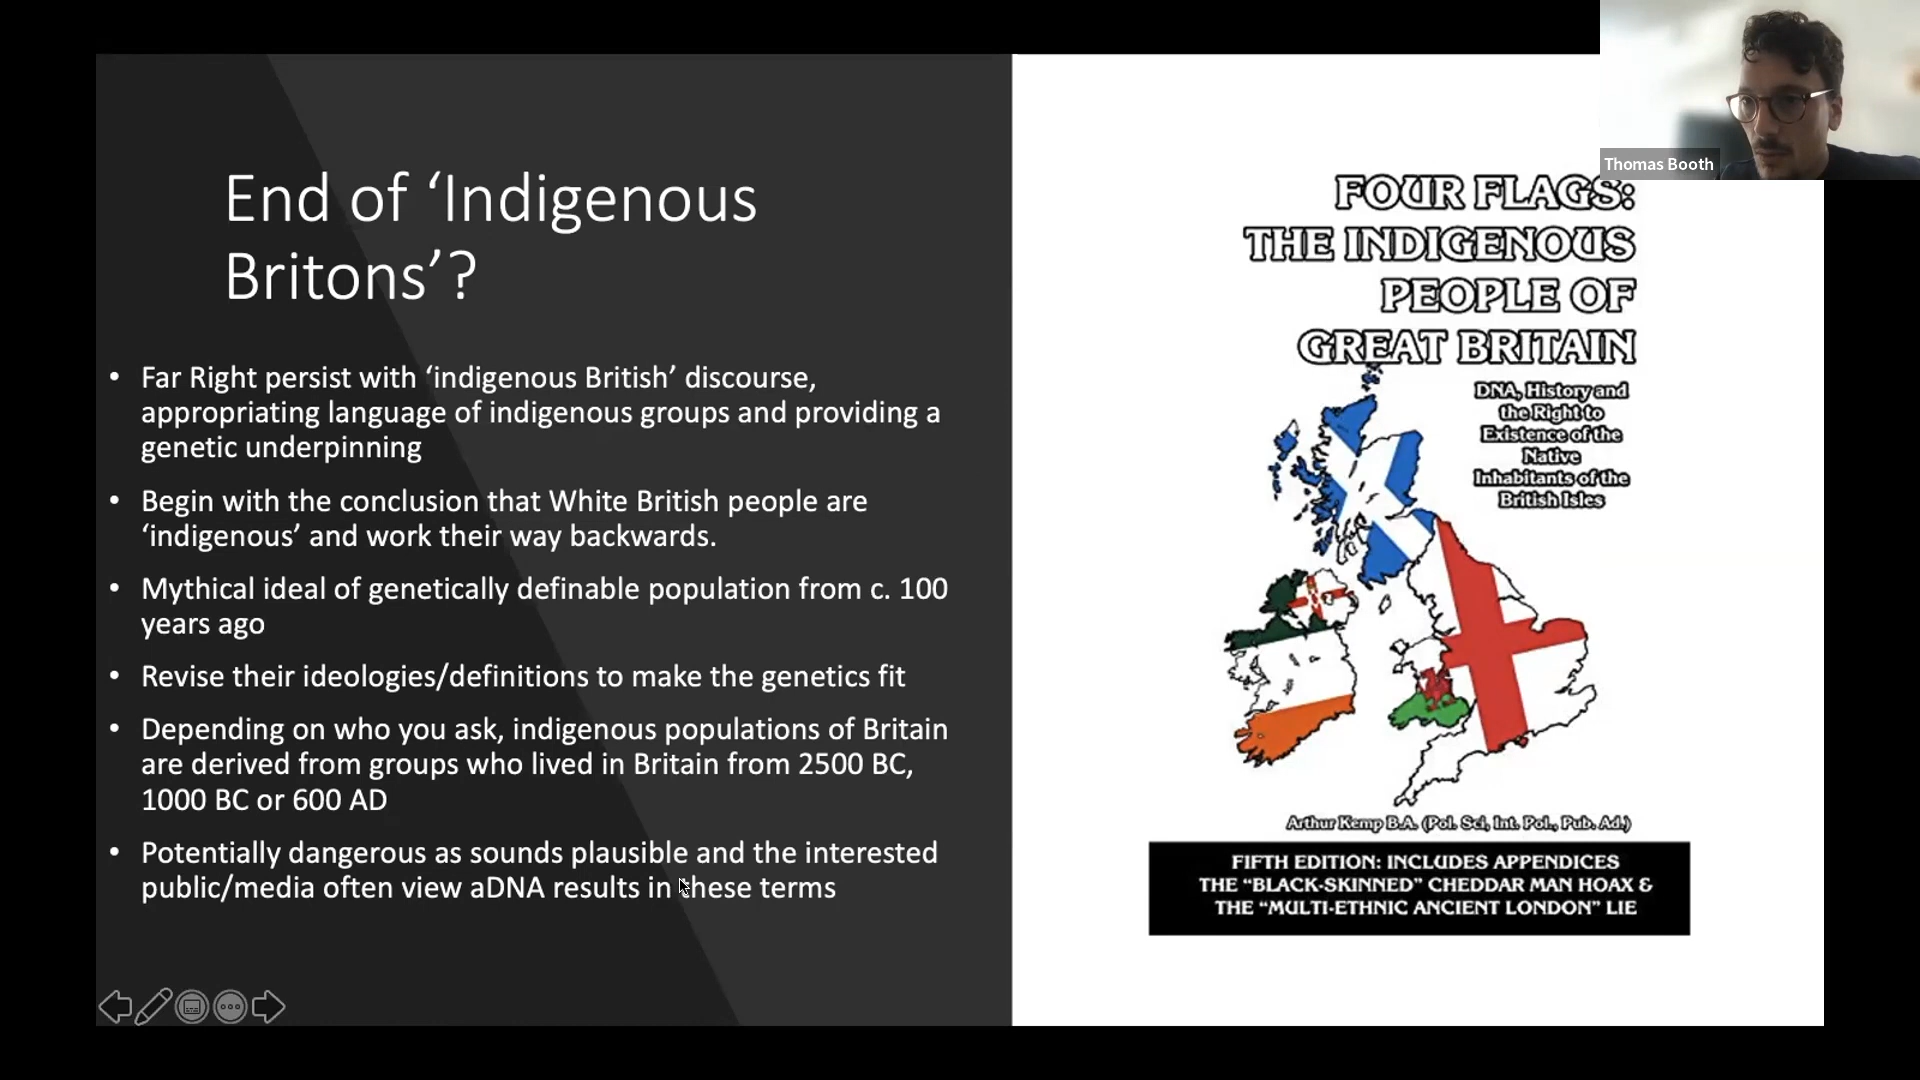 Thomas Booth
End of ‘Indigenous
Britons’?
• Far Right persist with ‘indigenous British’ discourse,
appropriating language of indigenous groups and providing a
genetic underpinning
• Begin with the conclusion that White British people are
‘indigenous’ and work their way backwards.
• Mythical ideal of genetically definable population from c. 100
years ago
• Revise their ideologies/definitions to make the genetics fit
• Depending on who you ask, indigenous populations of Britain
are derived from groups who lived in Britain from 2500 BC,
1000 BC or 600 AD
• Potentially dangerous as sounds plausible and the interested
public/media often view aDNA results in these terms
FOUR FLAGS:
THE INDIGENOUS
PEOPLE OF
GREAT BRITAIN
DNA, History and
the Right to
Existence of the
Native
Inhabitants of the
British Isles
Arthur Kemp B.A. (Pol. Sci, Int. Pol., Pub. Ad.)
FIFTH EDITION: INCLUDES APPENDICES
THE “BLACK-SKINNED” CHEDDAR MAN HOAX &
THE “MULTI-ETHNIC ANCIENT LONDON” LIE